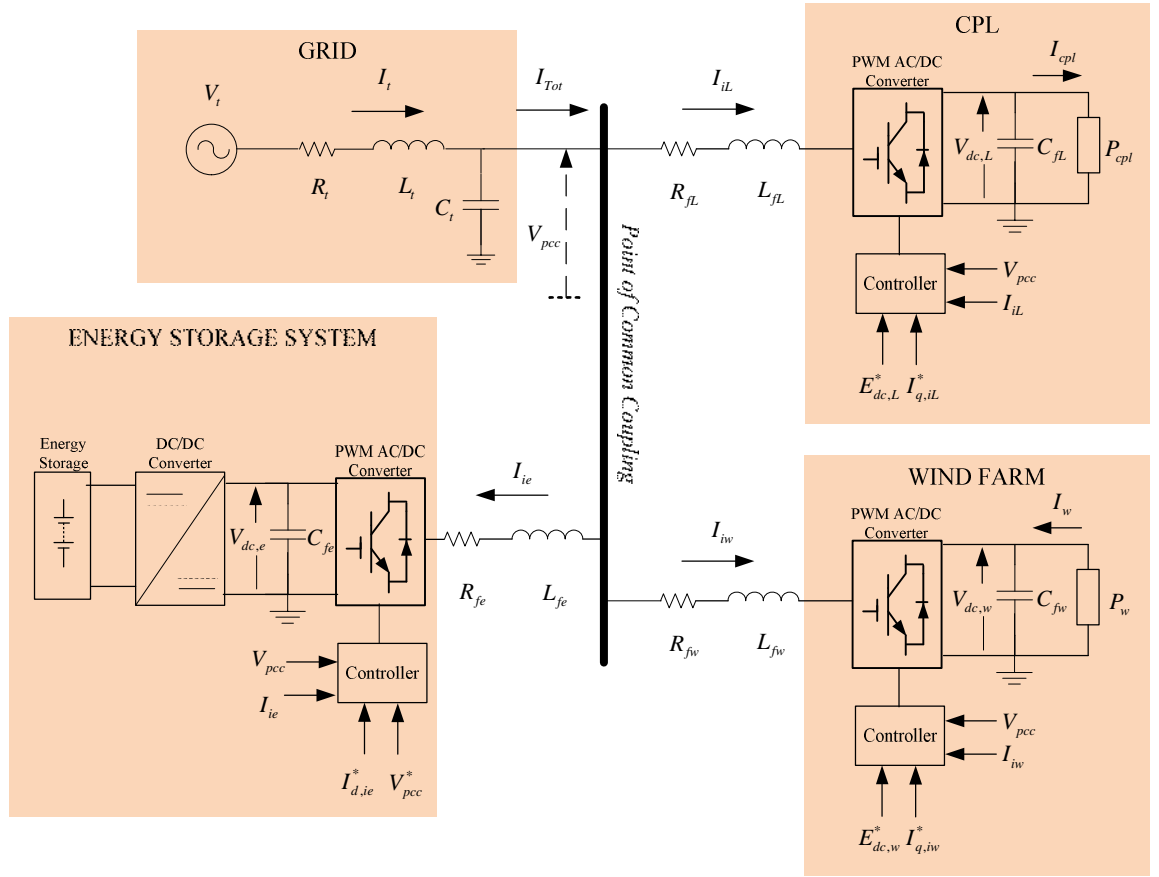 GRID
V_t
I_t
R_t
L_t
C_t
I_Tot
V_pcc
Point of Common Coupling
I_iL
R_fL
L_fL
CPL
PWM AC/DC
Converter
I_cpl
V_dc,L
C_fL
P_cpl
Controller
V_pcc
I_iL
E*_dc,L
I*_q,iL
ENERGY STORAGE SYSTEM
Energy
Storage
DC/DC
Converter
PWM AC/DC
Converter
V_dc,e
C_fe
I_ie
R_fe
L_fe
V_pcc
I_ie
Controller
I*_d,ie
V*_pcc
I_iw
R_fw
L_fw
WIND FARM
PWM AC/DC
Converter
I_w
V_dc,w
C_fw
P_w
Controller
V_pcc
I_iw
E*_dc,w
I*_q,iw